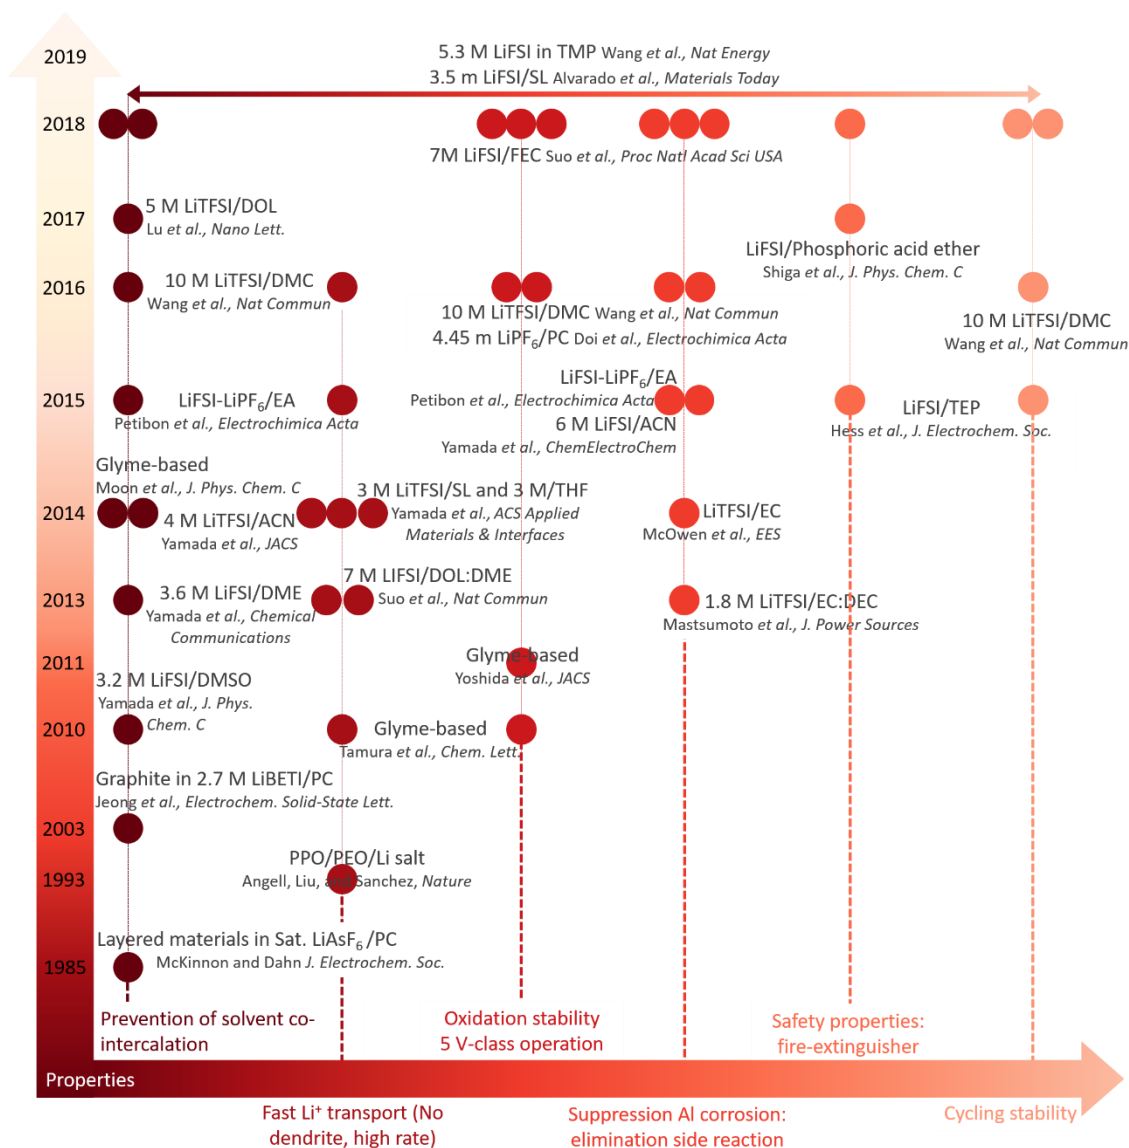 2019
5.3 M LiFSI in TMP Wang et al., Nat Energy
3.5 m LiFSI/SL Alvarado et al., Materials Today
2018
7M LiFSI/FEC Suo et al., Proc Natl Acad Sci USA
2017
5 M LiTFSI/DOL
Lu et al., Nano Lett.
LiFSI/Phosphoric acid ether
Shiga et al., J. Phys. Chem. C
2016
10 M LiTFSI/DMC
Wang et al., Nat Commun
10 M LiTFSI/DMC Wang et al., Nat Commun
4.45 m LiPF₆/PC Doi et al., Electrochimica Acta
10 M LiTFSI/DMC
Wang et al., Nat Commun
2015
LiFSI-LiPF₆/EA
Petibon et al., Electrochimica Acta
LiFSI-LiPF₆/EA
Petibon et al., Electrochimica Acta
6 M LiFSI/ACN
Yamada et al., ChemElectroChem
LiFSI/TEP
Hess et al., J. Electrochem. Soc.
Glyme-based
Moon et al., J. Phys. Chem. C
2014
4 M LiTFSI/ACN
Yamada et al., JACS
3 M LiTFSI/SL and 3 M/THF
Yamada et al., ACS Applied
Materials & Interfaces
LiTFSI/EC
McOwen et al., EES
2013
3.6 M LiFSI/DME
Yamada et al., Chemical
Communications
7 M LIFSI/DOL:DME
Suo et al., Nat Commun
1.8 M LiTFSI/EC:DEC
Mastsumoto et al., J. Power Sources
2011
Glyme-based
Yoshida et al., JACS
3.2 M LiFSI/DMSO
Yamada et al., J. Phys.
Chem. C
2010
Glyme-based
Tamura et al., Chem. Lett.
Graphite in 2.7 M LiBETI/PC
Jeong et al., Electrochem. Solid-State Lett.
2003
1993
PPO/PEO/Li salt
Angell, Liu, and Sanchez, Nature
Layered materials in Sat. LiAsF₆ /PC
McKinnon and Dahn J. Electrochem. Soc.
1985
Prevention of solvent co-
intercalation
Oxidation stability
5 V-class operation
Safety properties:
fire-extinguisher
Properties
Fast Li⁺ transport (No
dendrite, high rate)
Suppression Al corrosion:
elimination side reaction
Cycling stability